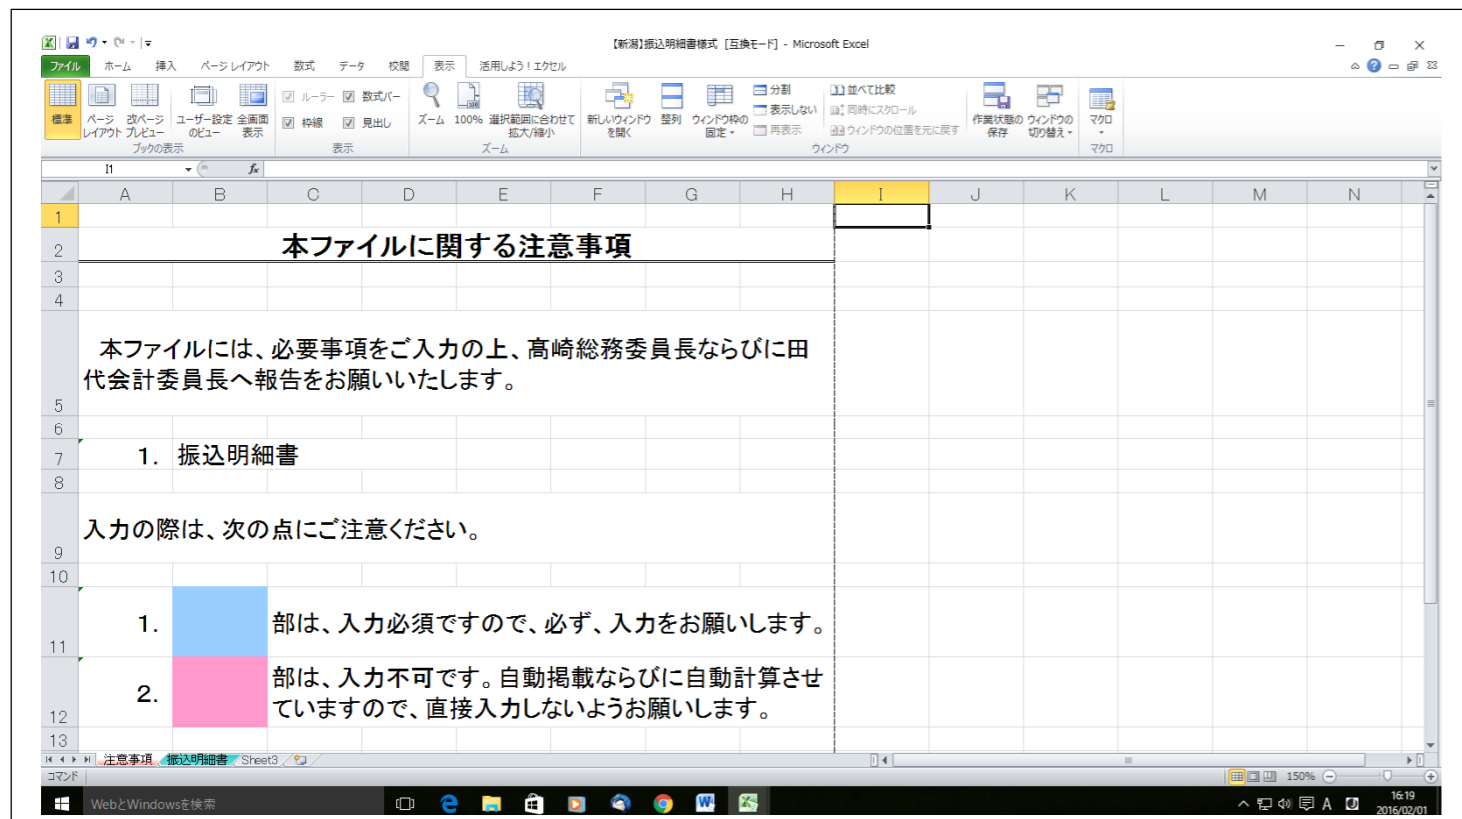 【新潟】振込明細書様式 [互換モード] - Microsoft Excel
ファイル ホーム 挿入 ページ レイアウト 数式 データ 校閲 表示 活用しよう！エクセル
標準 ページ レイアウト 改ページ プレビュー ユーザー設定 のビュー 全画面 表示
ブックの表示
ルーラー 数式バー
枠線 見出し
表示
ズーム 100% 選択範囲に合わせて 拡大/縮小
ズーム
新しいウィンドウ を開く 整列 ウィンドウ枠の 固定
分割
表示しない
再表示
並べて比較
同時にスクロール
ウィンドウの位置を元に戻す
ウィンドウ
作業状態の 保存 ウィンドウの 切り替え
マクロ
マクロ
I1 fx
A B C D E F G H I J K L M N
1
2 本ファイルに関する注意事項
3
4
本ファイルには、必要事項をご入力の上、髙崎総務委員長ならびに田
代会計委員長へ報告をお願いいたします。
5
6
7 1. 振込明細書
8
9 入力の際は、次の点にご注意ください。
10
11 1. 部は、入力必須ですので、必ず、入力をお願いします。
12 2. 部は、入力不可です。自動掲載ならびに自動計算させ
ていますので、直接入力しないようお願いします。
13
注意事項 振込明細書 Sheet3
コマンド 150%
WebとWindowsを検索 A 16:19
2016/02/01